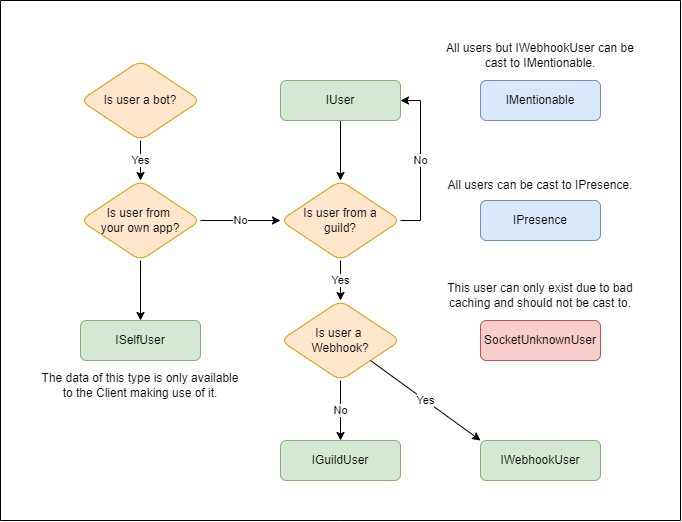 All users but IWebhookUser can be
cast to IMentionable.
Is user a bot?
IUser
IMentionable
Yes
No
All users can be cast to IPresence.
Is user from
your own app?
No
Is user from a
guild?
IPresence
Yes
This user can only exist due to bad
caching and should not be cast to.
ISelfUser
Is user a
Webhook?
SocketUnknownUser
The data of this type is only available
to the Client making use of it.
No
Yes
IGuildUser
IWebhookUser